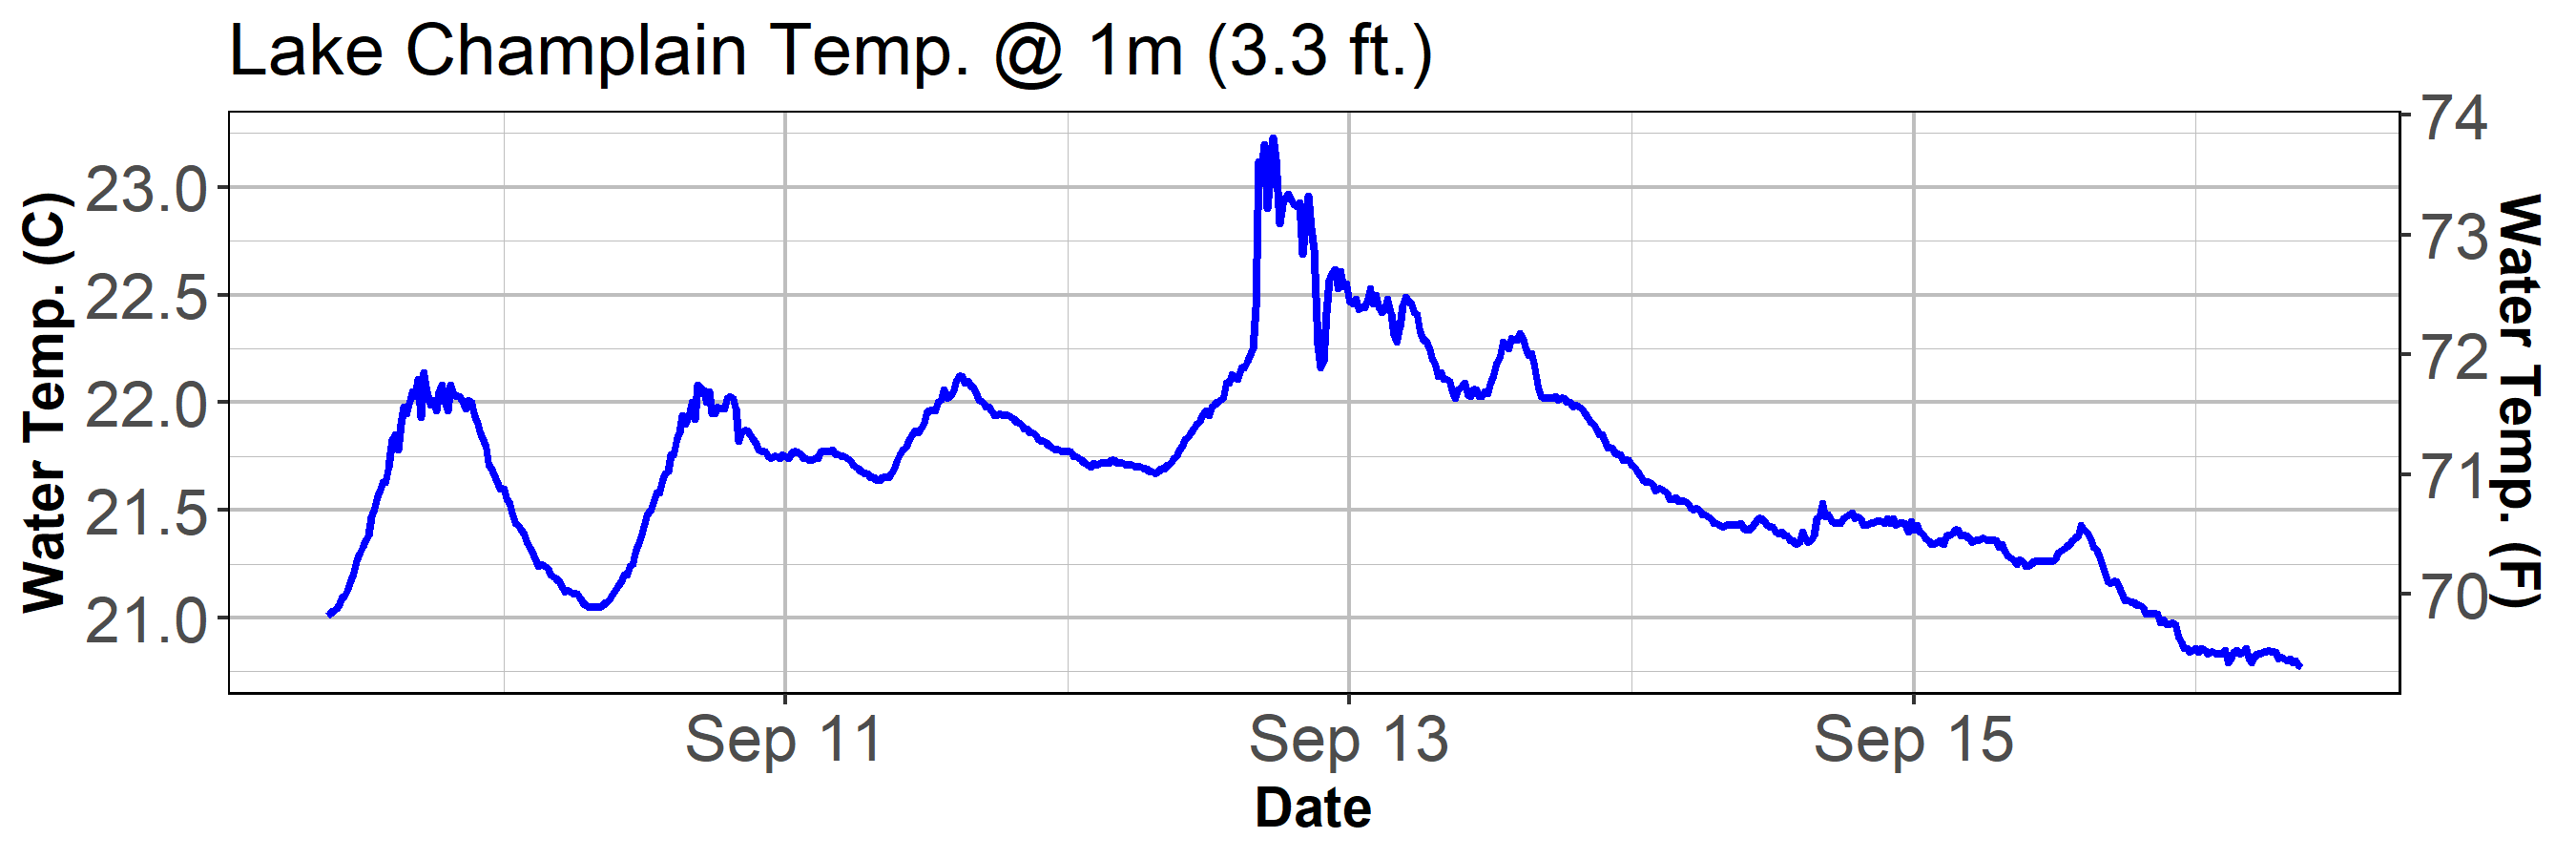 Lake Champlain Temp. @ 1m (3.3 ft.)
Water Temp. (C)
23.0
22.5
22.0
21.5
21.0
74
73
72
71
70
Water Temp. (F)
Sep 11
Sep 13
Sep 15
Date